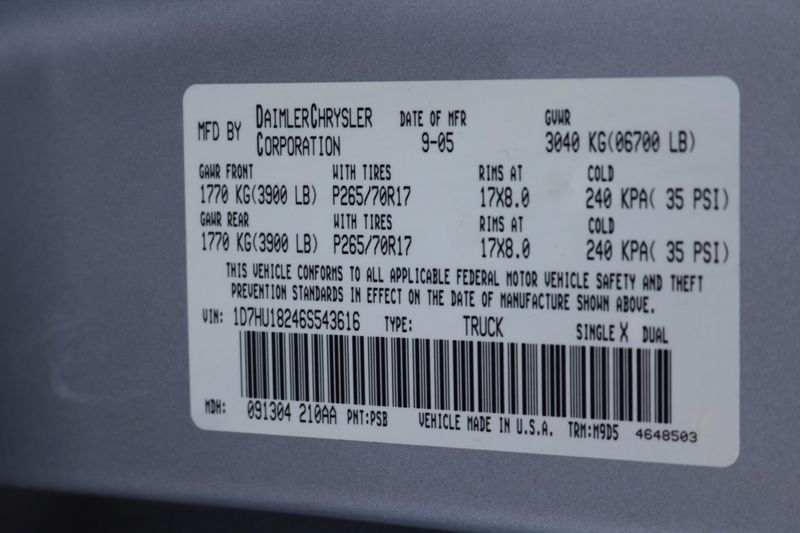 MFD BY DAIMLERCHRYSLER CORPORATION DATE OF MFR 9-05 GVWR 3040 KG(06700 LB)
GAWR FRONT WITH TIRES RIMS AT COLD
1770 KG(3900 LB) P265/70R17 17X8.0 240 KPA( 35 PSI)
GAWR REAR WITH TIRES RIMS AT COLD
1770 KG(3900 LB) P265/70R17 17X8.0 240 KPA( 35 PSI)
THIS VEHICLE CONFORMS TO ALL APPLICABLE FEDERAL MOTOR VEHICLE SAFETY AND THEFT
PREVENTION STANDARDS IN EFFECT ON THE DATE OF MANUFACTURE SHOWN ABOVE.
VIN: 1D7HU18246S543616 TYPE: TRUCK SINGLE X DUAL
MDH: 091304 210AA PNT:PSB VEHICLE MADE IN U.S.A. TRM:M9D5 4648503